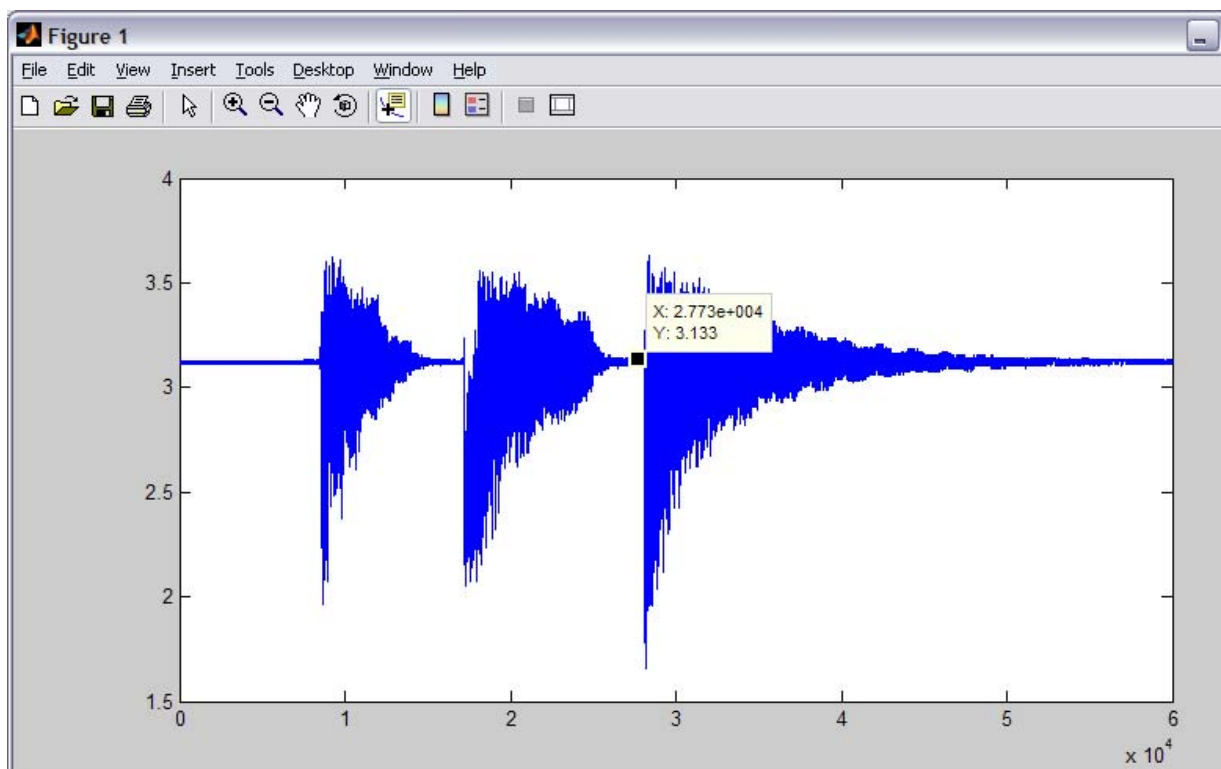 Figure 1
File Edit View Insert Tools Desktop Window Help
4
3.5
3
2.5
2
1.5
X: 2.773e+004
Y: 3.133
0 1 2 3 4 5 6
x 10^4